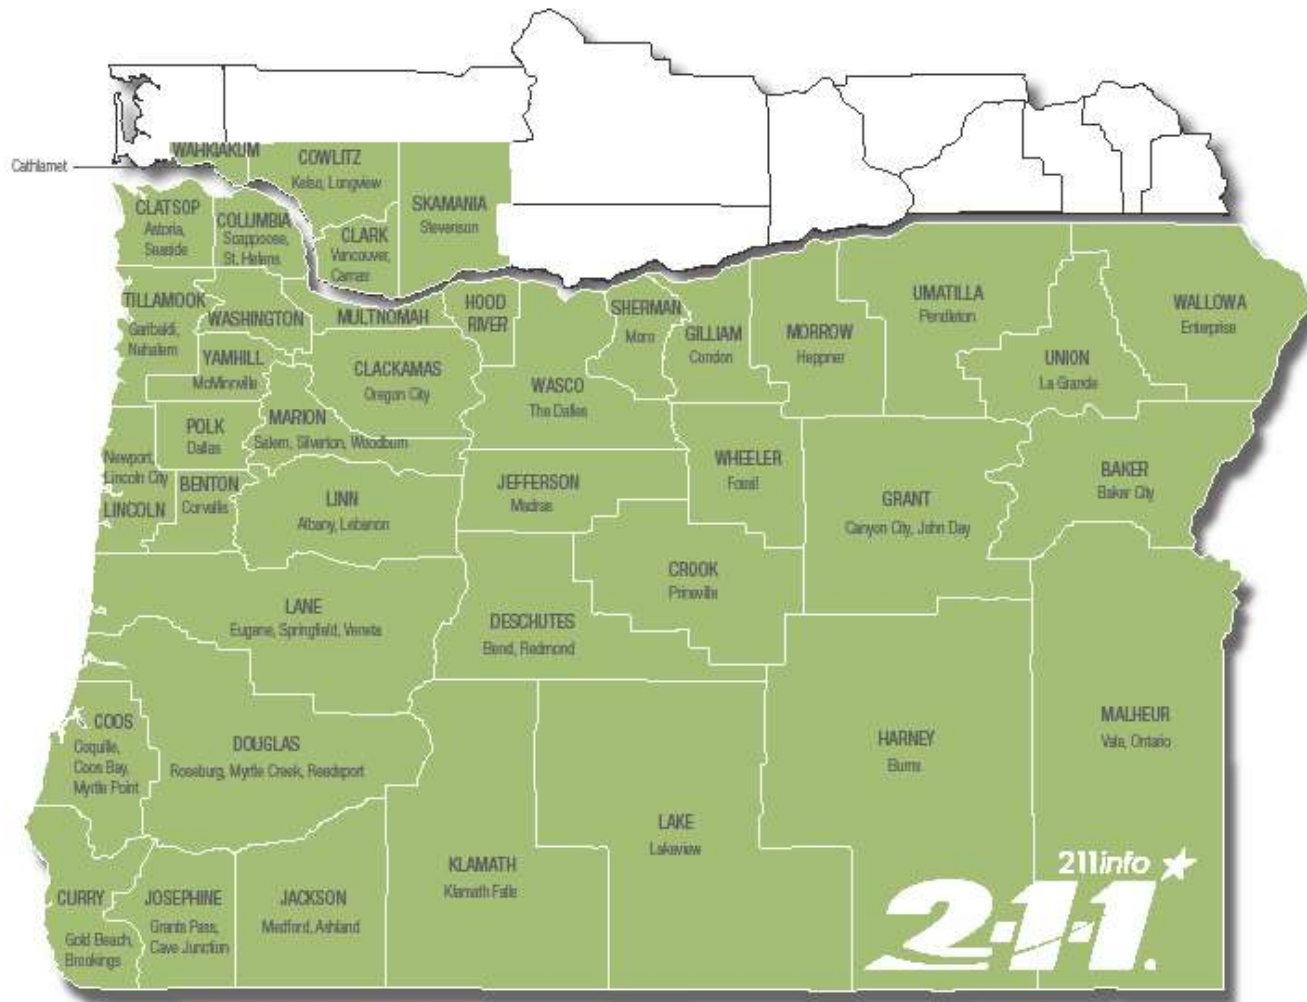 WAHKIAKUM
Cathlamet
COWLITZ
Kelso, Longview
SKAMANIA
Stevenson
CLATSOP
Astoria,
Seaside
COLUMBIA
Scappoose,
St. Helens
CLARK
Vancouver,
Camas
TILLAMOOK
Garibaldi,
Nehalem
WASHINGTON
MULTNOMAH
HOOD
RIVER
SHERMAN
Moro
GILLIAM
Condon
MORROW
Heppner
UMATILLA
Pendleton
UNION
La Grande
WALLOWA
Enterprise
YAMHILL
McMinnville
CLACKAMAS
Oregon City
WASCO
The Dalles
POLK
Dallas
MARION
Salem, Silverton, Woodburn
Newport,
Lincoln City
LINCOLN
BENTON
Corvallis
LINN
Albany, Lebanon
JEFFERSON
Madras
WHEELER
Fossil
GRANT
Canyon City, John Day
BAKER
Baker City
LANE
Eugene, Springfield, Veneta
DESCHUTES
Bend, Redmond
CROOK
Prineville
COOS
Coquille,
Coos Bay,
Myrtle Point
DOUGLAS
Roseburg, Myrtle Creek, Reedsport
HARNEY
Burns
MALHEUR
Vale, Ontario
LAKE
Lakeview
KLAMATH
Klamath Falls
CURRY
Gold Beach,
Brookings
JOSEPHINE
Grants Pass,
Cave Junction
JACKSON
Medford, Ashland
211info
2-1-1.